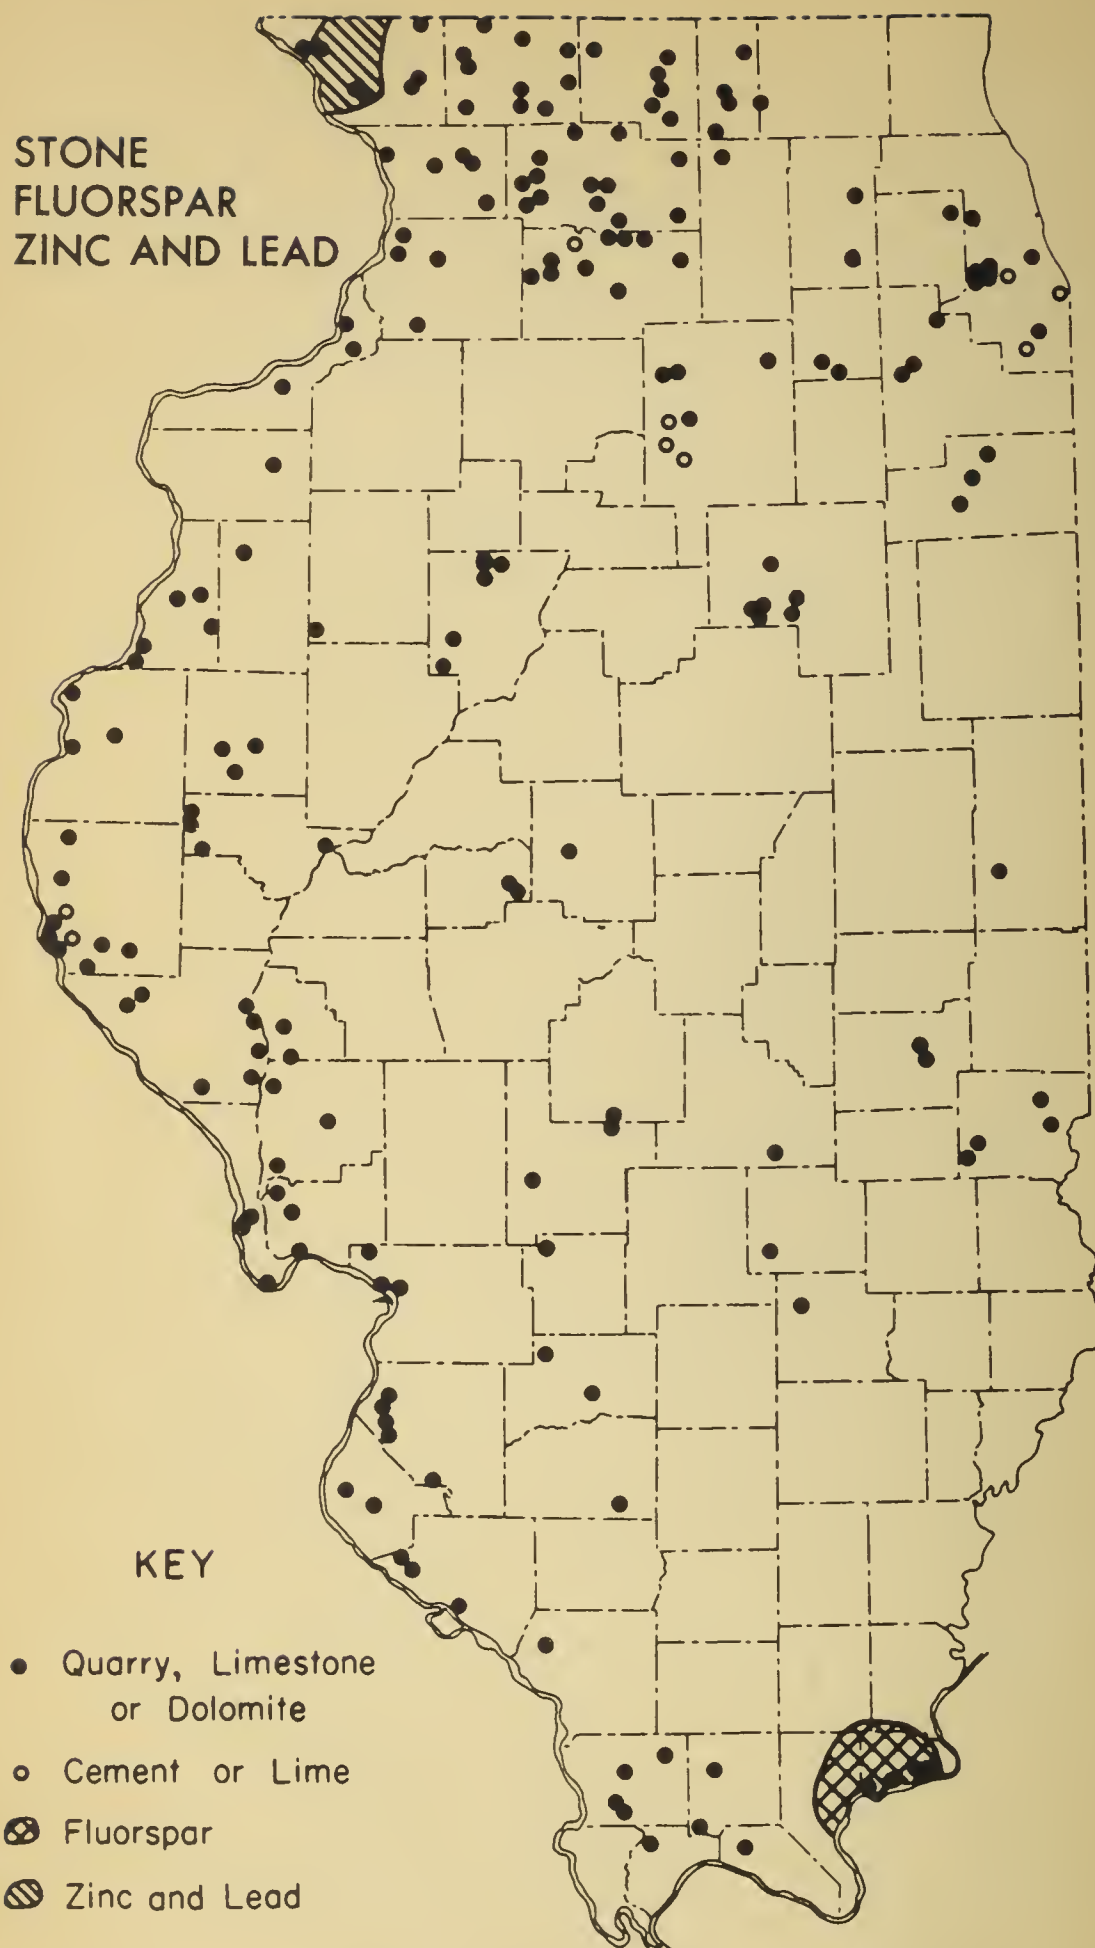 STONE
FLUORSPAR
ZINC AND LEAD
KEY
Quarry, Limestone
or Dolomite
Cement or Lime
Fluorspar
Zinc and Lead